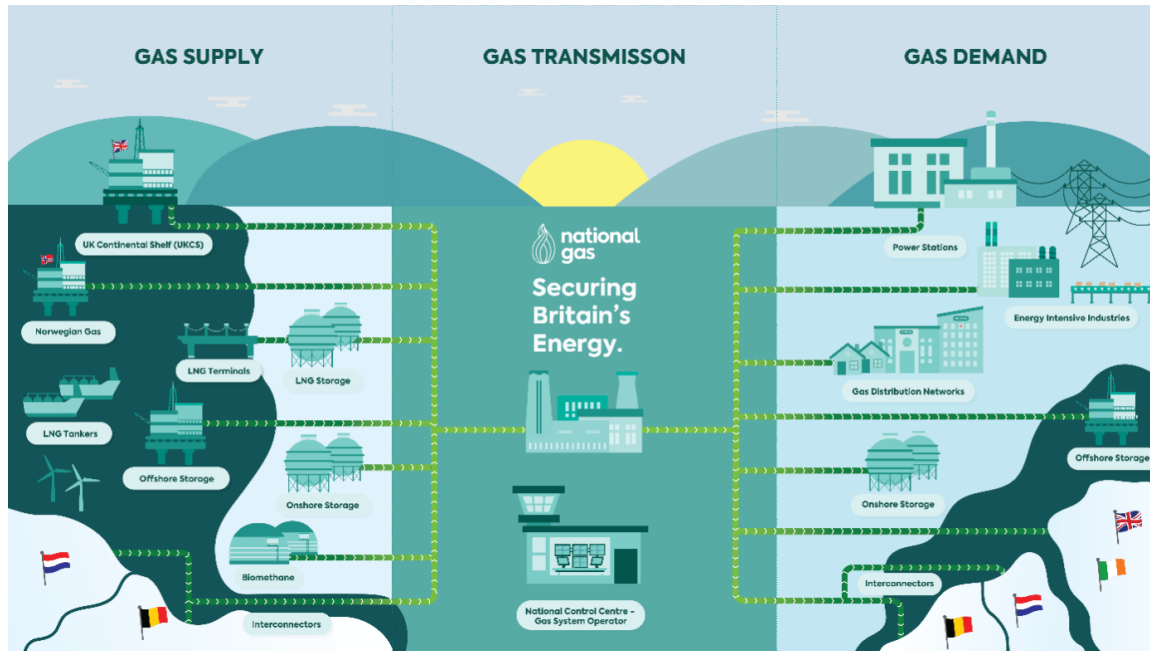 GAS SUPPLY
GAS TRANSMISSON
GAS DEMAND
UK Continental Shelf (UKCS)
Norwegian Gas
LNG Terminals
LNG Storage
LNG Tankers
Offshore Storage
Onshore Storage
Biomethane
Interconnectors
national
gas
Securing
Britain's
Energy.
National Control Centre -
Gas System Operator
Power Stations
Energy Intensive Industries
Gas Distribution Networks
Offshore Storage
Onshore Storage
Interconnectors